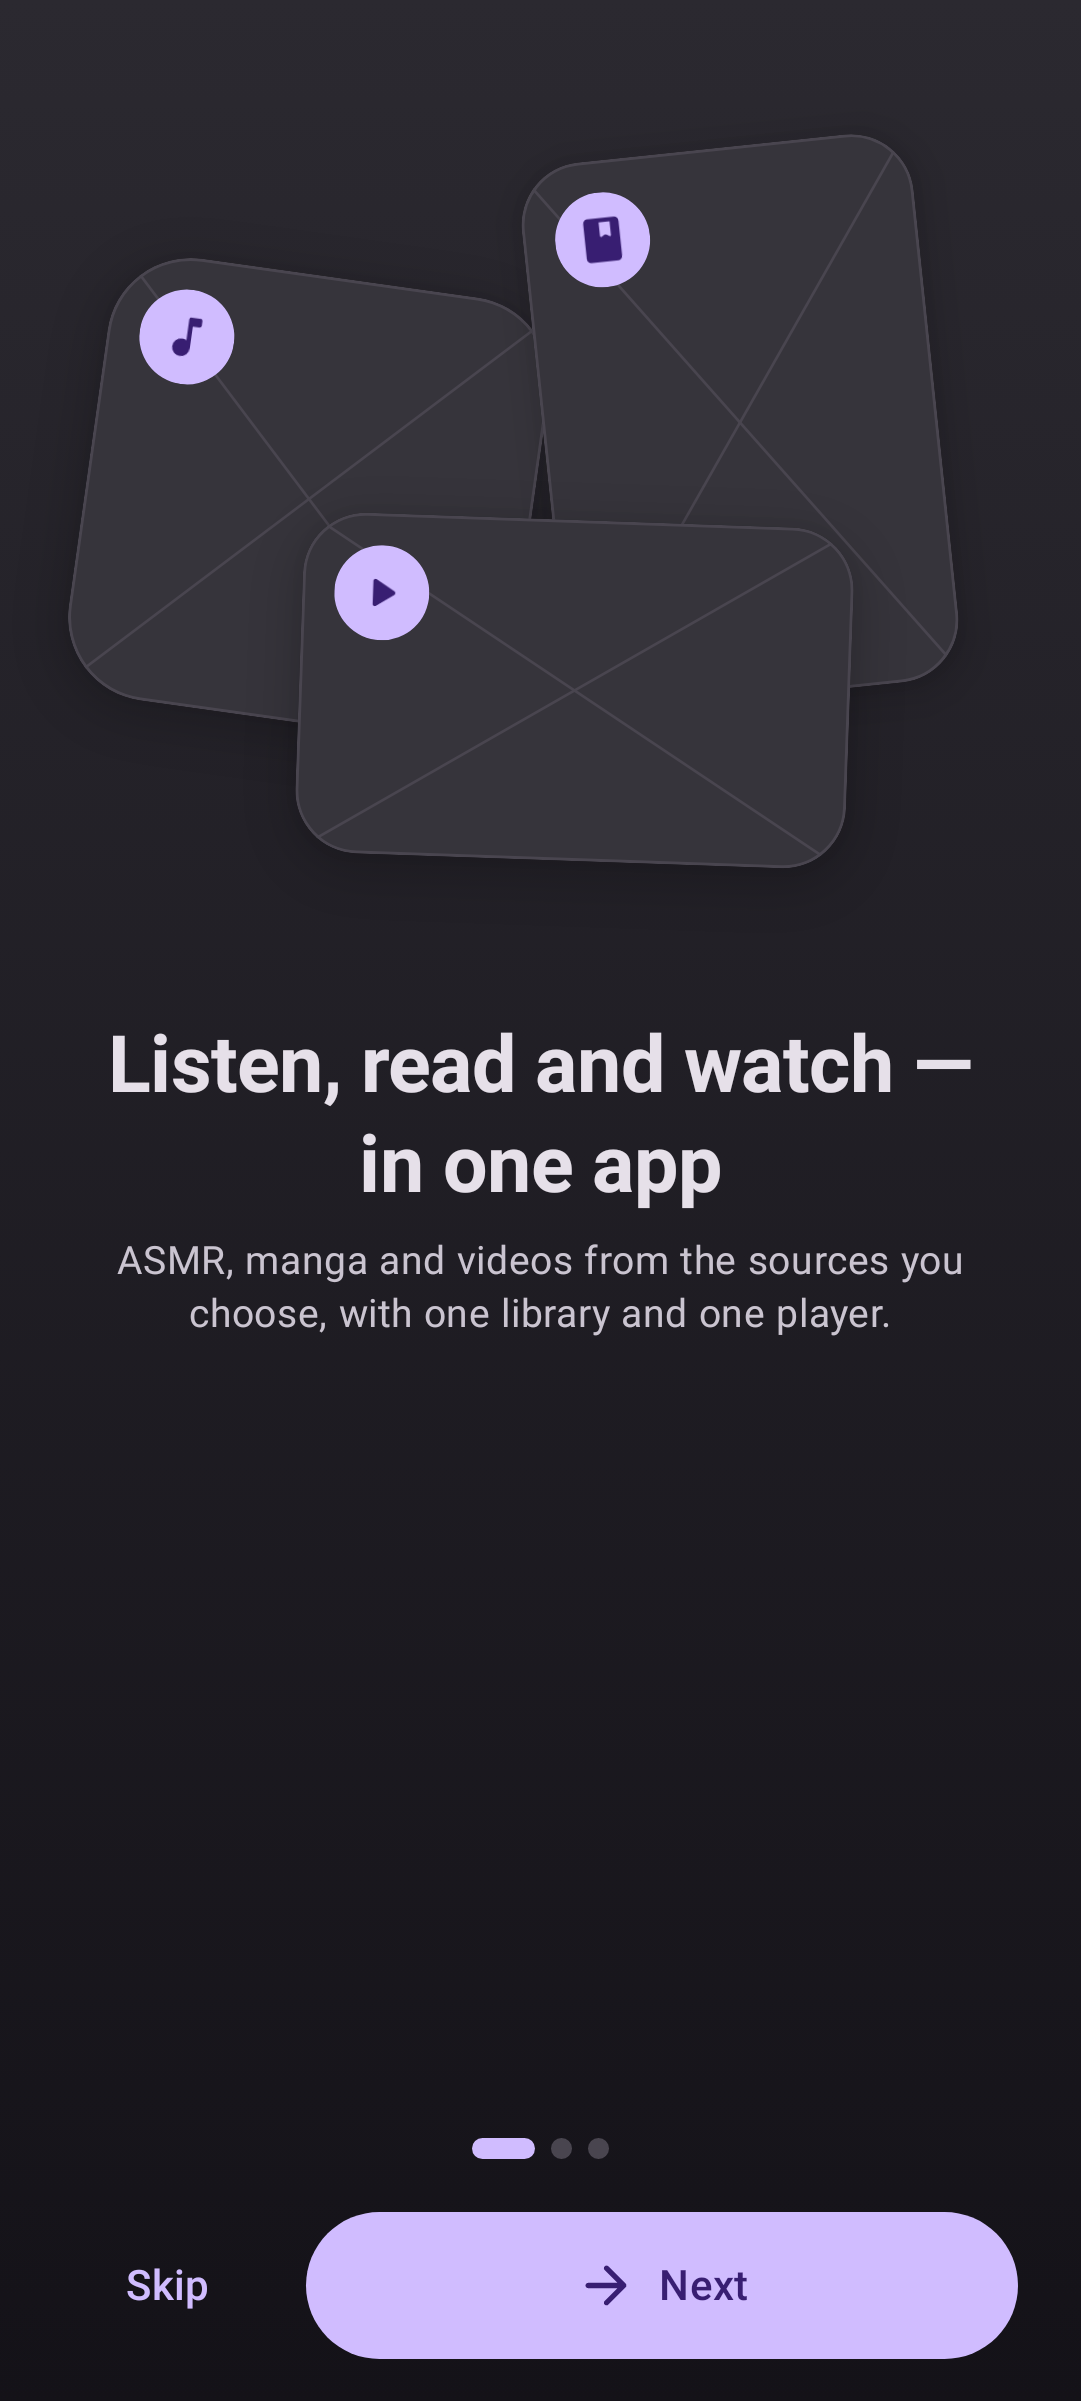 Listen, read and watch —
in one app
ASMR, manga and videos from the sources you
choose, with one library and one player.
Skip
Next